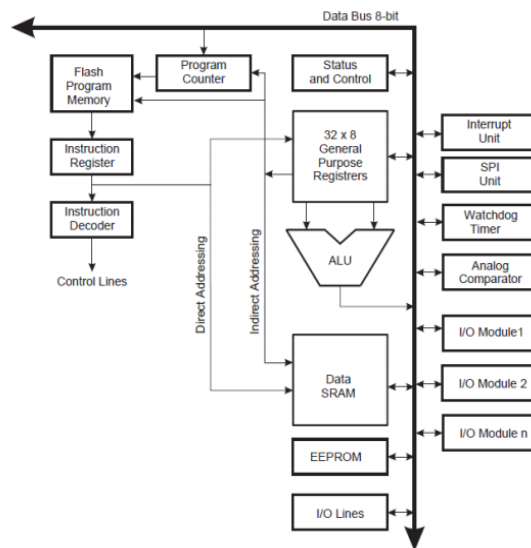 Data Bus 8-bit
Flash
Program
Memory
Program
Counter
Status
and Control
32 x 8
General
Purpose
Registrers
Interrupt
Unit
Instruction
Register
SPI
Unit
Instruction
Decoder
Watchdog
Timer
Control Lines
Direct Addressing
Indirect Addressing
ALU
Analog
Comparator
I/O Module1
Data
SRAM
I/O Module 2
I/O Module n
EEPROM
I/O Lines